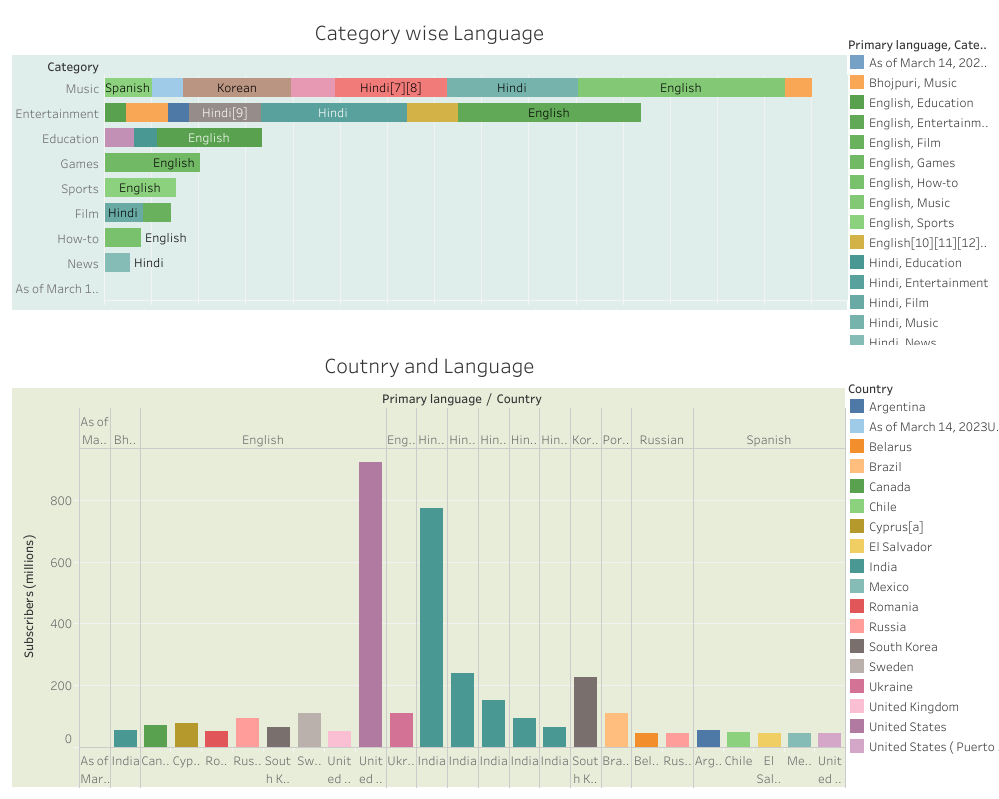 Category wise Language
Category
Music
Spanish
Korean
Hindi[7][8]
Hindi
English
Entertainment
Hindi[9]
Hindi
English
Education
English
Games
English
Sports
English
Film
Hindi
How-to
English
News
Hindi
As of March 1..
Primary language, Cate..
As of March 14, 202..
Bhojpuri, Music
English, Education
English, Entertainm..
English, Film
English, Games
English, How-to
English, Music
English, Sports
English[10][11][12]..
Hindi, Education
Hindi, Entertainment
Hindi, Film
Hindi, Music
Hindi, News
Coutnry and Language
Primary language / Country
As of
Ma..
Bh..
English
Eng..
Hin..
Hin..
Hin..
Hin..
Hin..
Kor..
Por..
Russian
Spanish
Subscribers (millions)
800
600
400
200
0
As of
Mar..
India
Can..
Cyp..
Ro..
Rus..
Sout
h K..
Sw..
Unit
ed ..
Unit
ed ..
Ukr..
India
India
India
India
India
Sout
h K..
Bra..
Bel..
Rus..
Arg..
Chile
El
Sal..
Me..
Unit
ed ..
Country
Argentina
As of March 14, 2023U.
Belarus
Brazil
Canada
Chile
Cyprus[a]
El Salvador
India
Mexico
Romania
Russia
South Korea
Sweden
Ukraine
United Kingdom
United States
United States ( Puerto